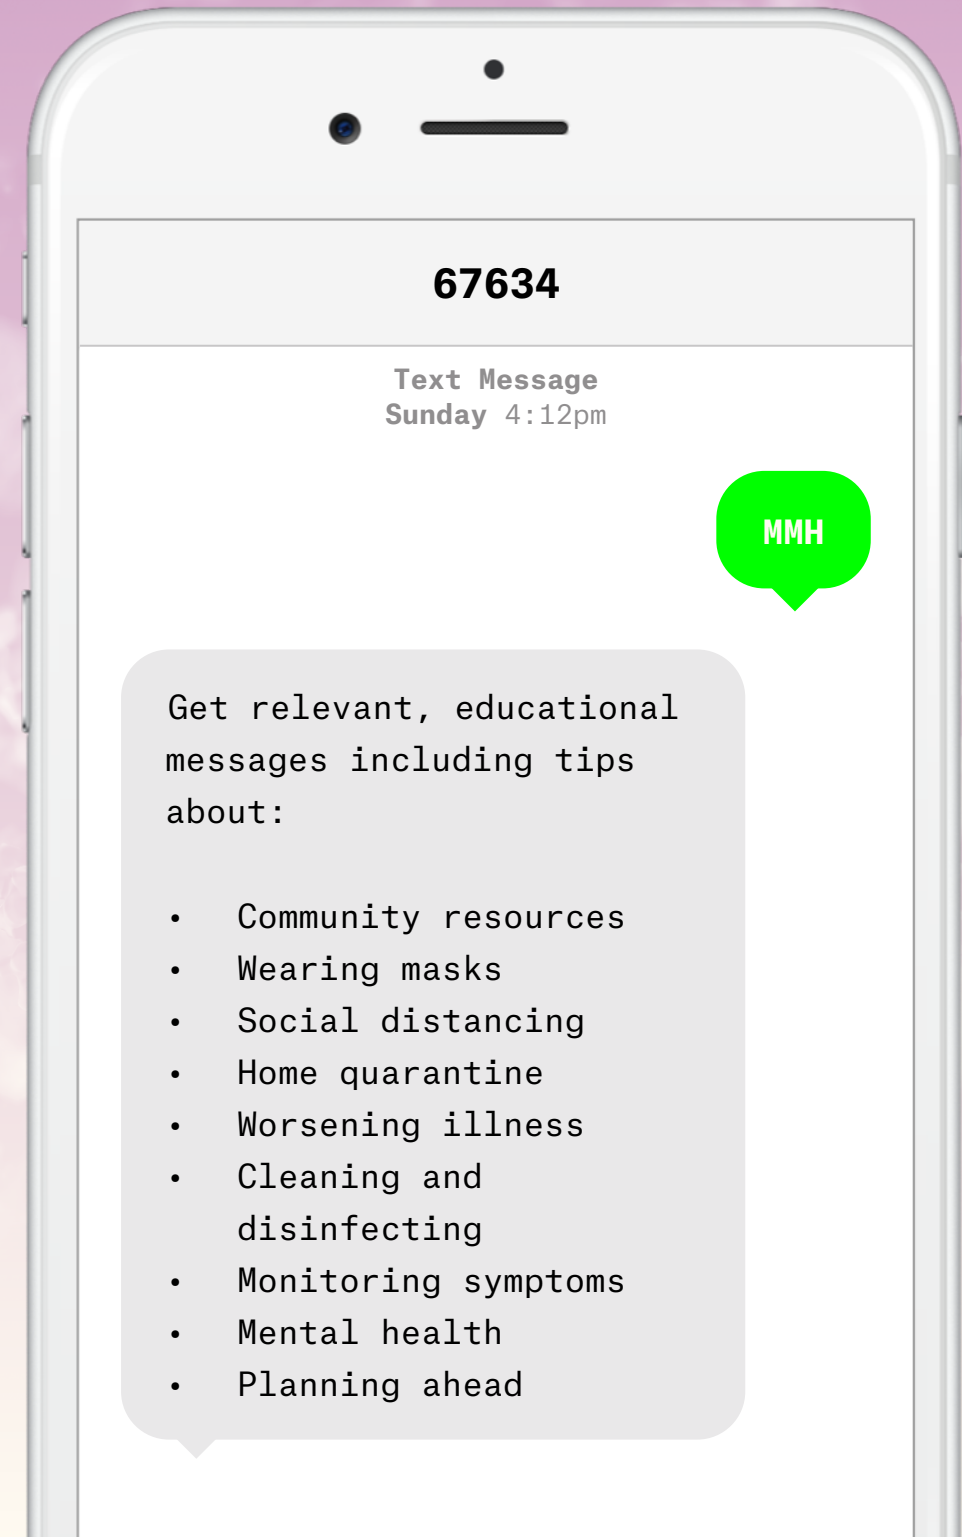 67634
Text Message
Sunday 4:12pm
MMH
Get relevant, educational
messages including tips
about:
• Community resources
• Wearing masks
• Social distancing
• Home quarantine
• Worsening illness
• Cleaning and
disinfecting
• Monitoring symptoms
• Mental health
• Planning ahead